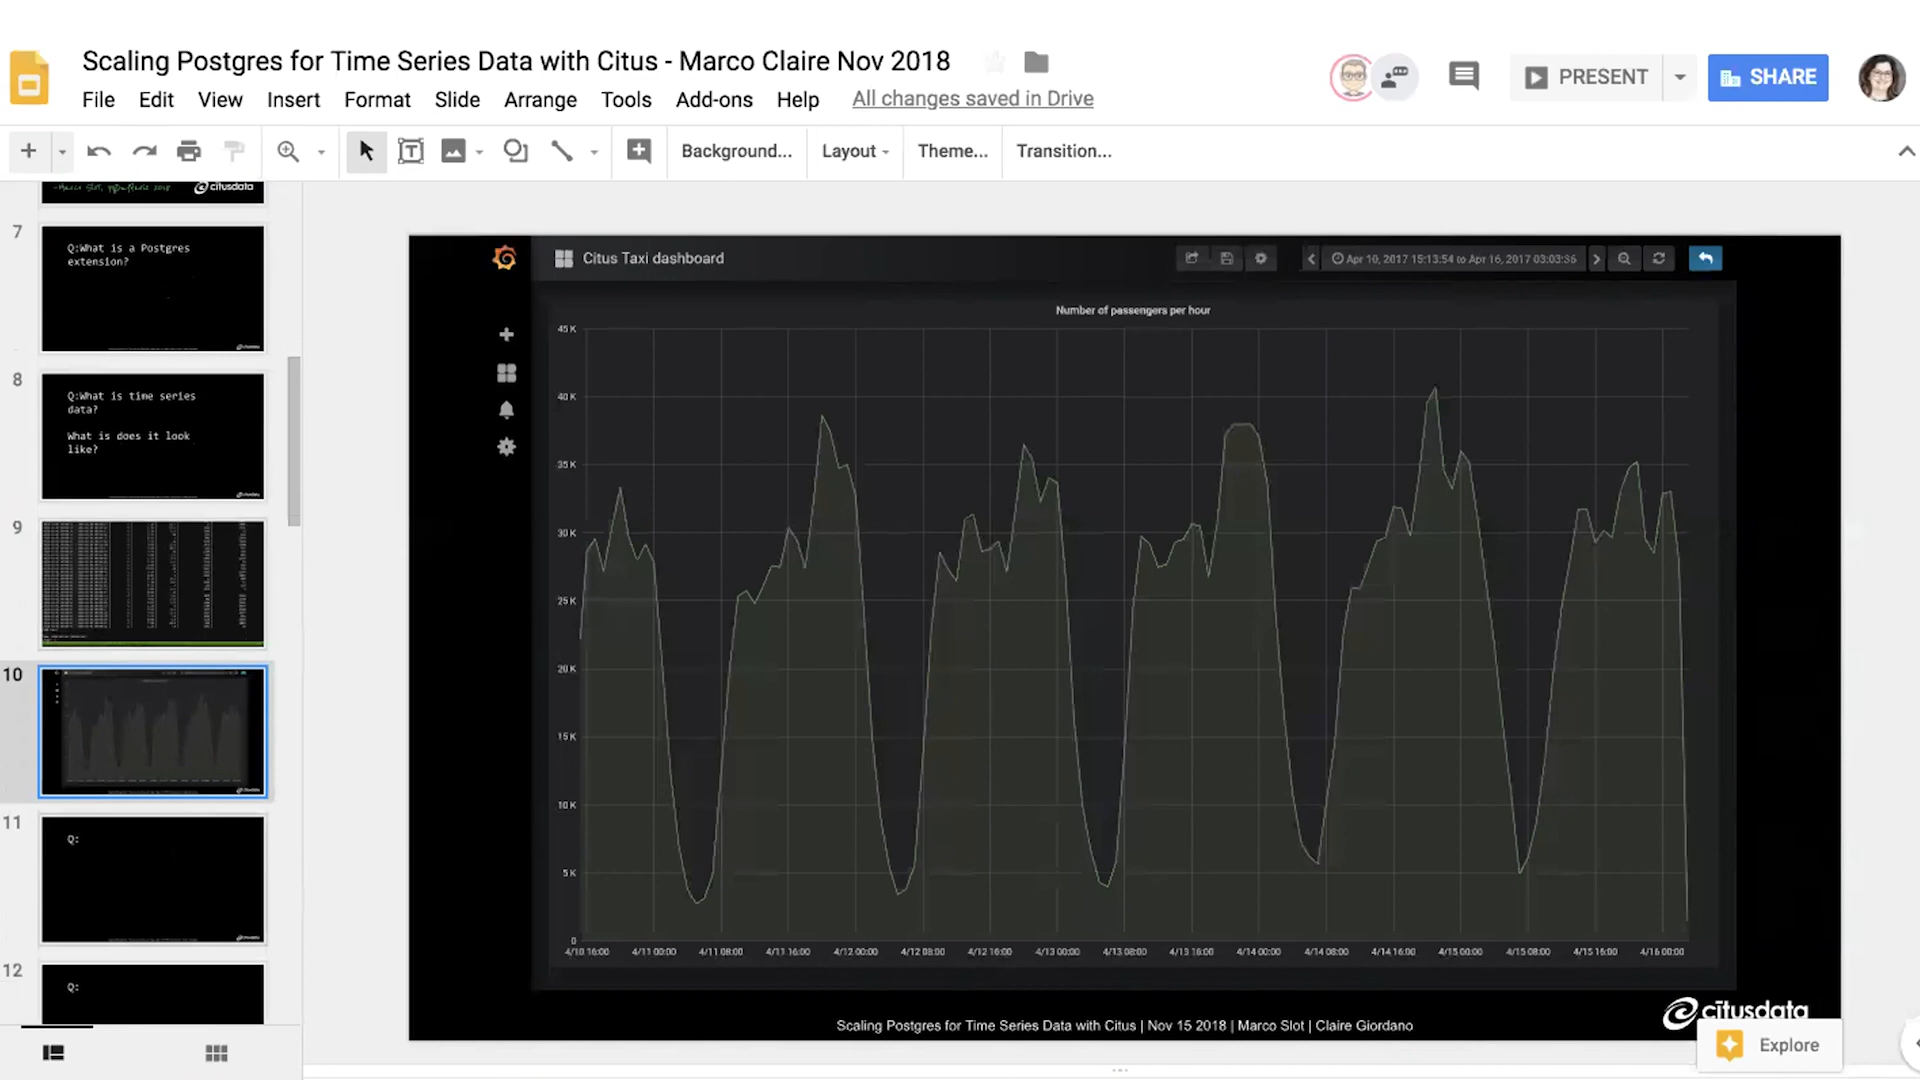 Scaling Postgres for Time Series Data with Citus - Marco Claire Nov 2018
File Edit View Insert Format Slide Arrange Tools Add-ons Help All changes saved in Drive
PRESENT
SHARE
Background... Layout Theme... Transition...
citusdata
7
Q:What is a Postgres
extension?
8
Q:What is time series
data?
What is does it look
like?
9
10
11
Q:
12
Q:
Citus Taxi dashboard
Apr 10, 2017 15:13:54 to Apr 16, 2017 03:03:36
Number of passengers per hour
45 K
40 K
35 K
30 K
25 K
20 K
15 K
10 K
5 K
0
4/10 16:00 4/11 00:00 4/11 08:00 4/11 16:00 4/12 00:00 4/12 08:00 4/12 16:00 4/13 00:00 4/13 08:00 4/13 16:00 4/14 00:00 4/14 08:00 4/14 16:00 4/15 00:00 4/15 08:00 4/15 16:00 4/16 00:00
citusdata
Scaling Postgres for Time Series Data with Citus | Nov 15 2018 | Marco Slot | Claire Giordano
Explore